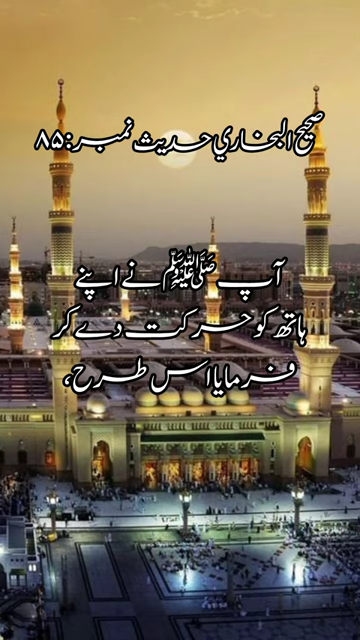 صحیح البخاري حدیث نمبر: ۸۵
آپ ﷺ نے اپنے
ہاتھ کو حرکت دے کر
فرمایا اس طرح،